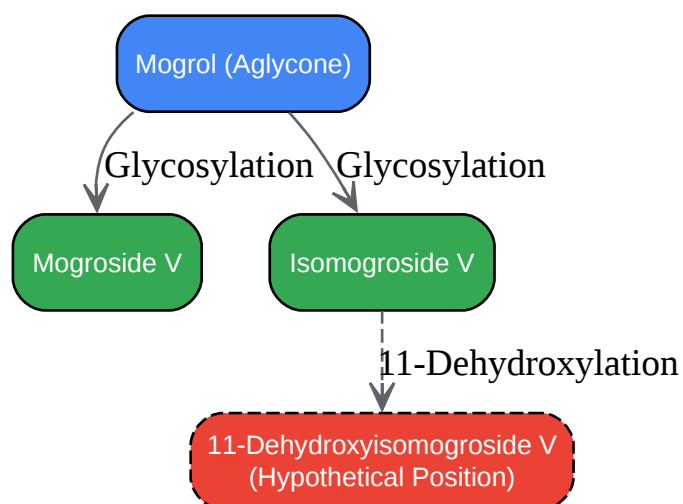 Mogrol (Aglycone)
Glycosylation Glycosylation
Mogroside V
Isomogroside V
11-Dehydroxylation
11-Dehydroxyisomogroside V
(Hypothetical Position)